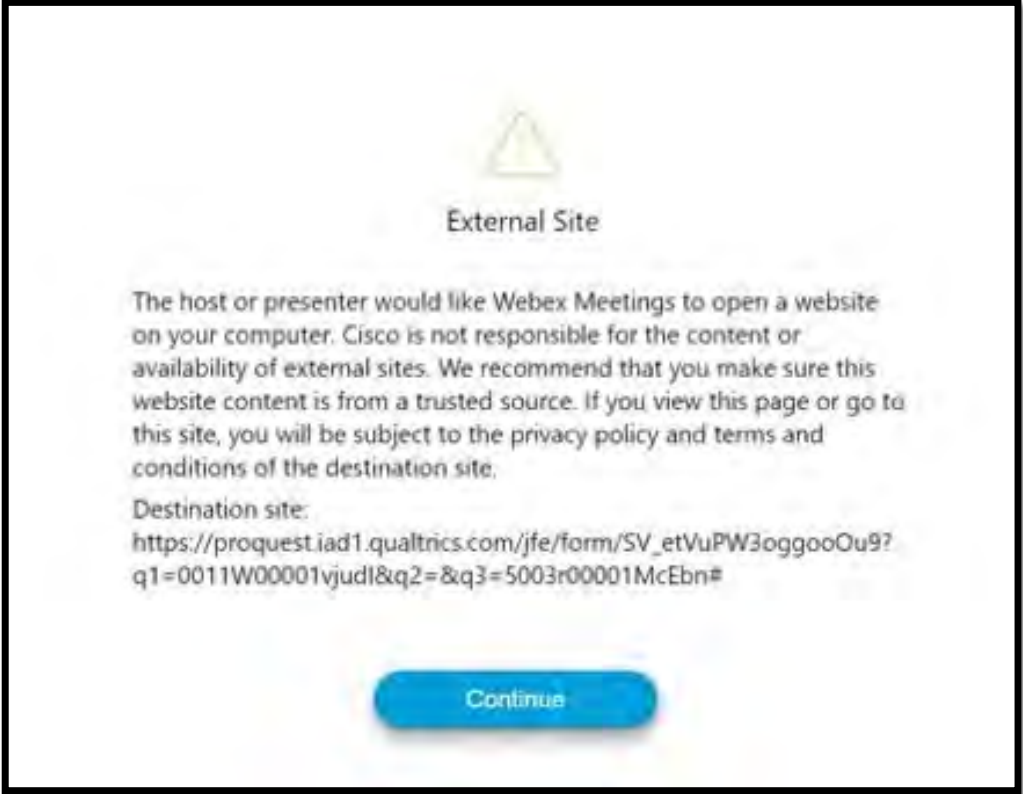 External Site
The host or presenter would like Webex Meetings to open a website
on your computer. Cisco is not responsible for the content or
availability of external sites. We recommend that you make sure this
website content is from a trusted source. If you view this page or go to
this site, you will be subject to the privacy policy and terms and
conditions of the destination site.
Destination site:
https://proquest.iad1.qualtrics.com/jfe/form/SV_etVuPW3oggooOu9?
q1=0011W00001vjudI&q2=&q3=5003r00001McEbn#
Continue